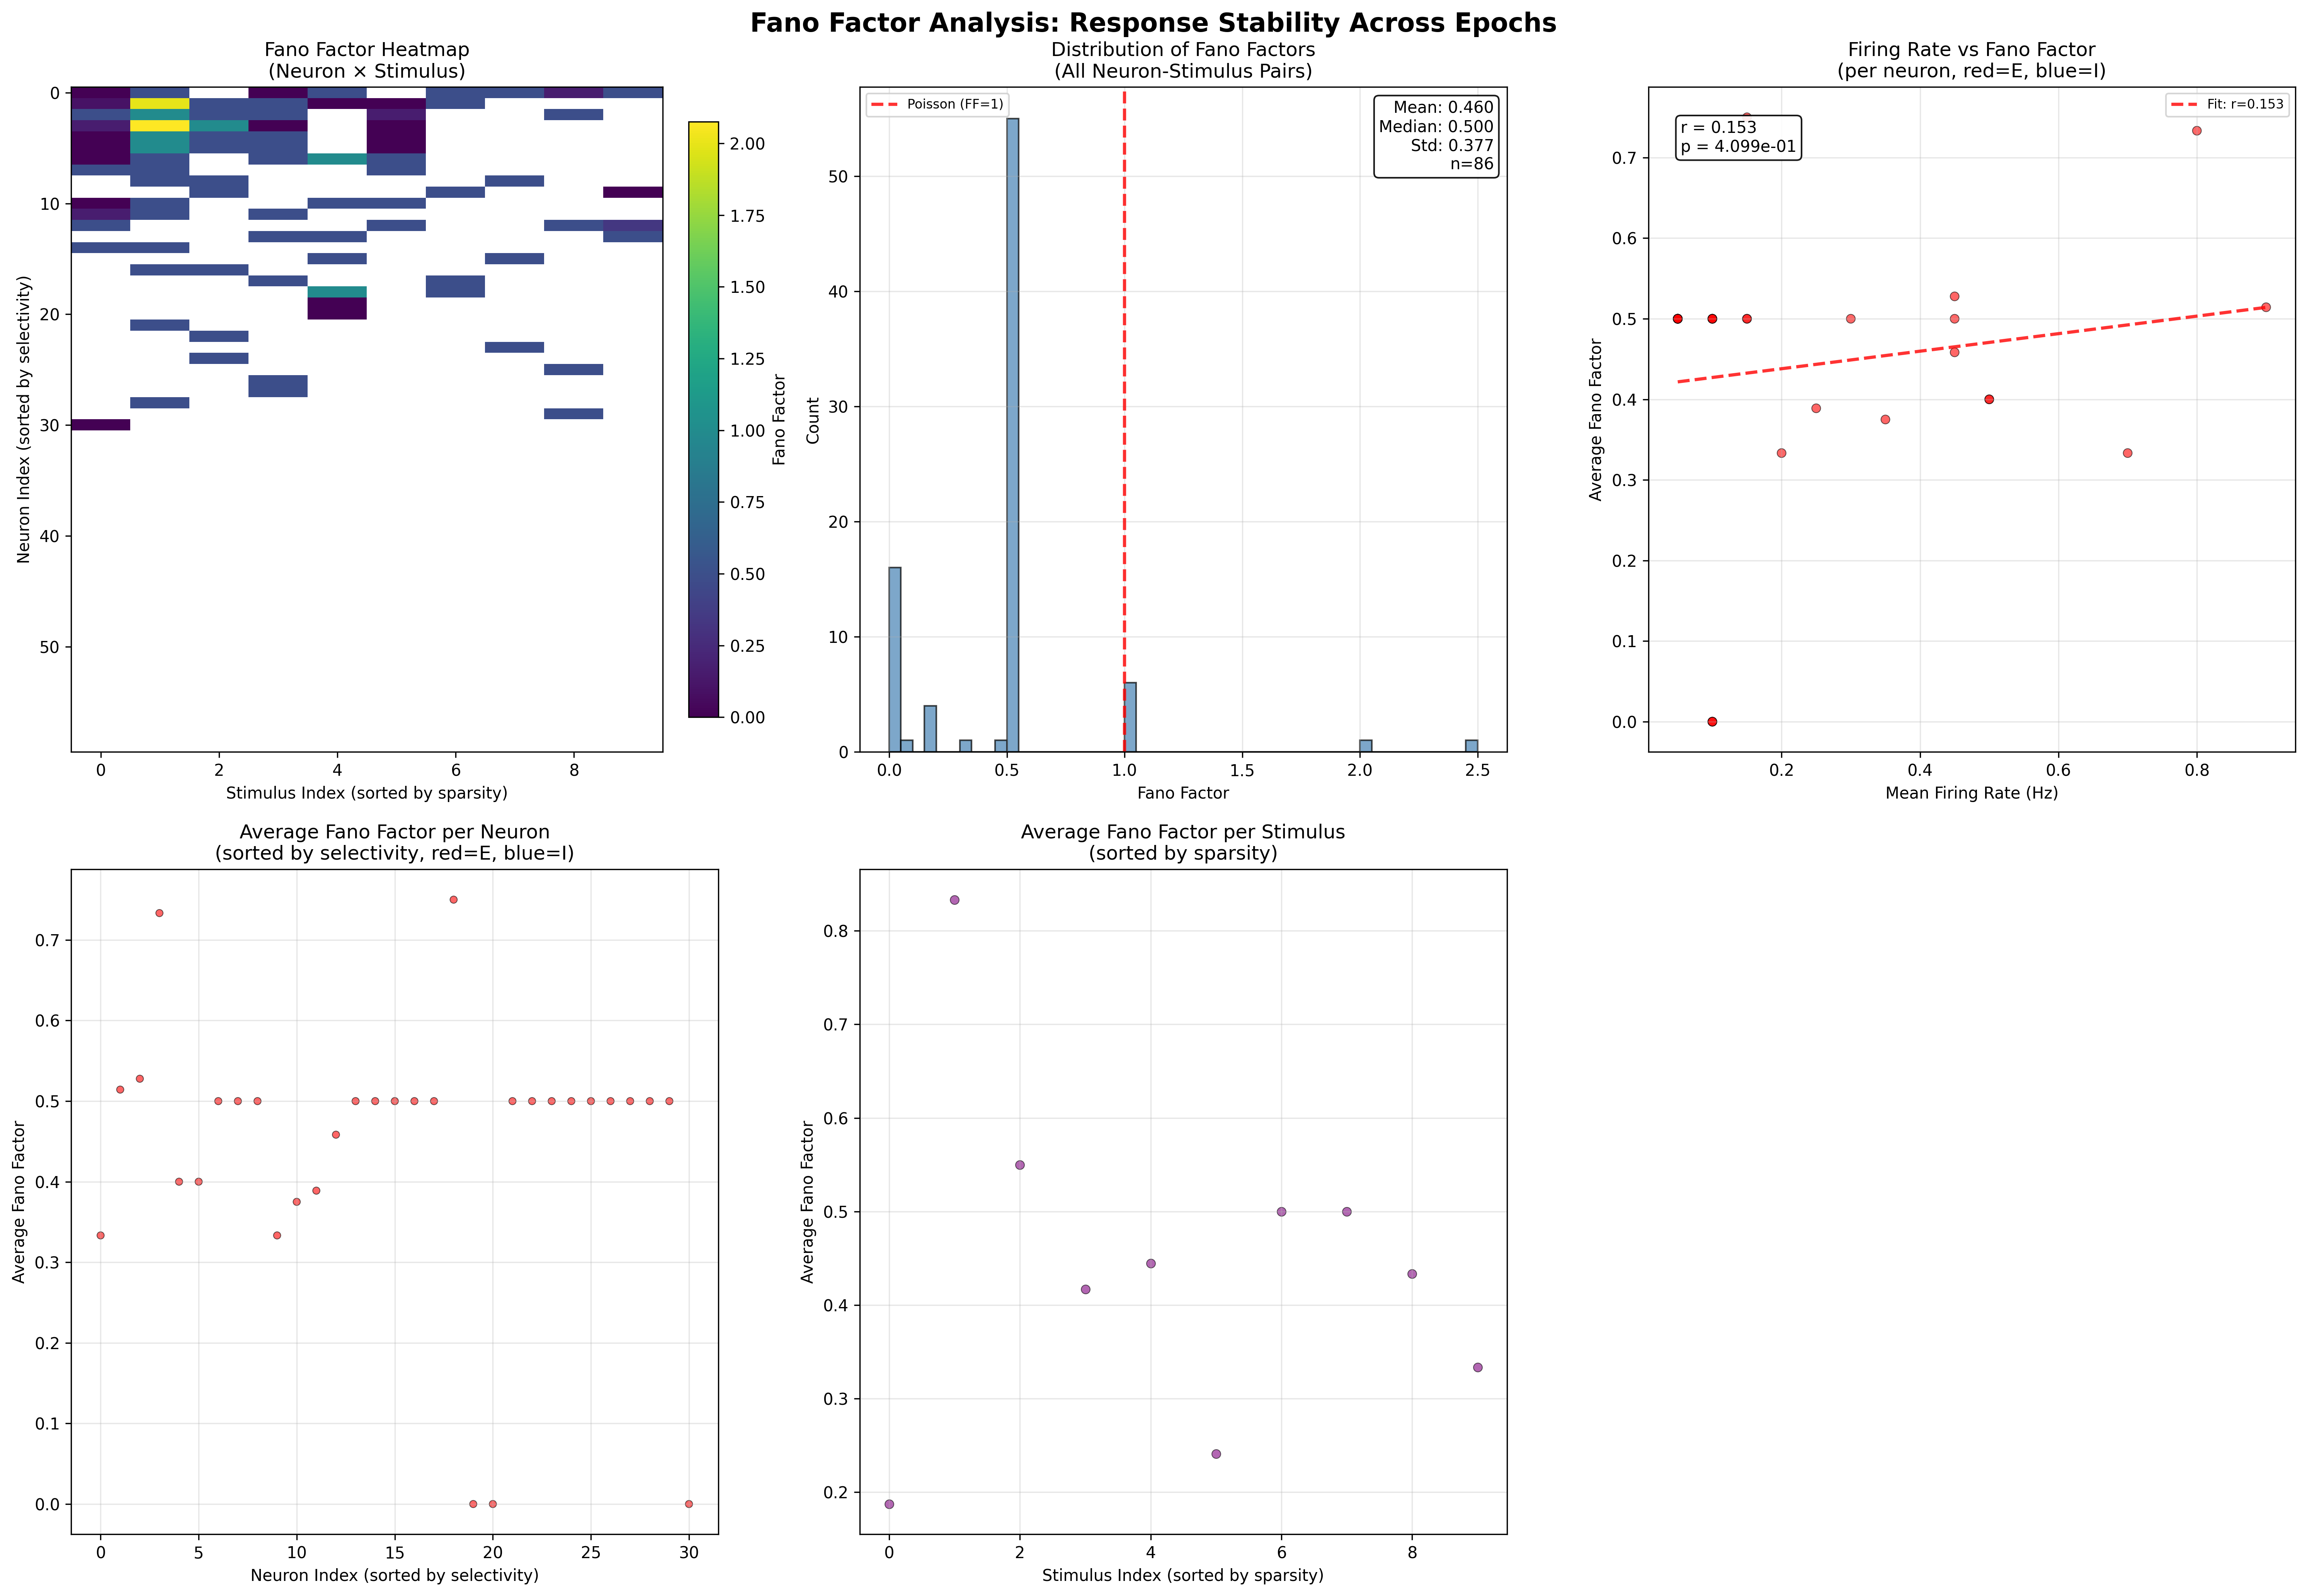 Fano Factor Analysis: Response Stability Across Epochs
Fano Factor Heatmap
(Neuron × Stimulus)
0
10
20
30
40
50
Neuron Index (sorted by selectivity)
0
2
4
6
8
Stimulus Index (sorted by sparsity)
2.00
1.75
1.50
1.25
1.00
0.75
0.50
0.25
0.00
Fano Factor
Distribution of Fano Factors
(All Neuron-Stimulus Pairs)
Poisson (FF=1)
Mean: 0.460
Median: 0.500
Std: 0.377
n=86
50
40
30
20
10
0
Count
0.0
0.5
1.0
1.5
2.0
2.5
Fano Factor
Firing Rate vs Fano Factor
(per neuron, red=E, blue=I)
Fit: r=0.153
r = 0.153
p = 4.099e-01
0.7
0.6
0.5
0.4
0.3
0.2
0.1
0.0
Average Fano Factor
0.2
0.4
0.6
0.8
Mean Firing Rate (Hz)
Average Fano Factor per Neuron
(sorted by selectivity, red=E, blue=I)
0.7
0.6
0.5
0.4
0.3
0.2
0.1
0.0
Average Fano Factor
0
5
10
15
20
25
30
Neuron Index (sorted by selectivity)
Average Fano Factor per Stimulus
(sorted by sparsity)
0.8
0.7
0.6
0.5
0.4
0.3
0.2
Average Fano Factor
0
2
4
6
8
Stimulus Index (sorted by sparsity)